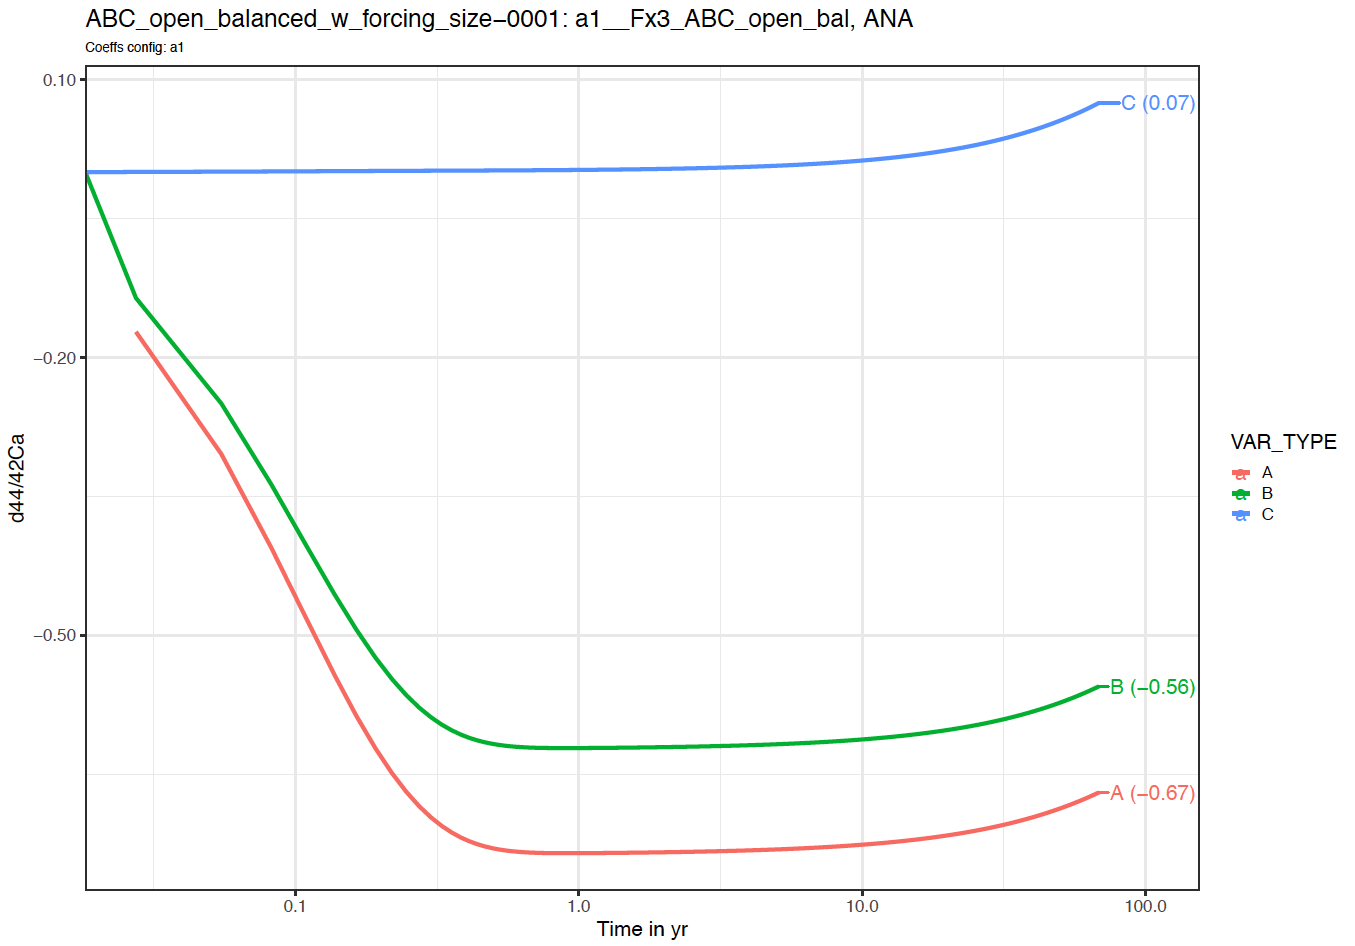 ABC_open_balanced_w_forcing_size−0001: a1__Fx3_ABC_open_bal, ANA
Coeffs config: a1
0.10
−0.20
−0.50
d44/42Ca
C (0.07)
B (−0.56)
A (−0.67)
0.1
1.0
10.0
100.0
Time in yr
VAR_TYPE
a A
a B
a C